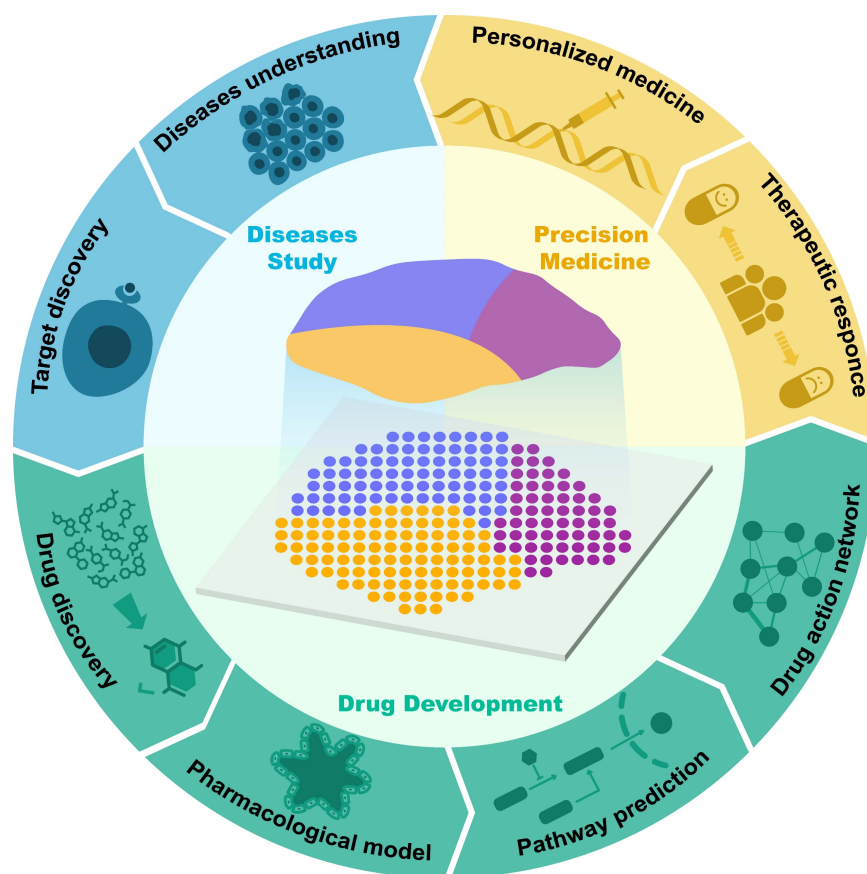 Diseases understanding
Personalized medicine
Target discovery
Therapeutic responce
Diseases
Study
Precision
Medicine
Drug discovery
Drug action network
Drug Development
Pharmacological model
Pathway prediction